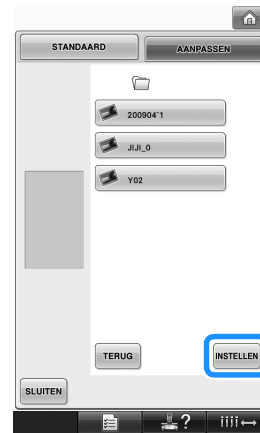 STANDAARD
AANPASSEN
200904~1
JIJI_0
Y02
TERUG
INSTELLEN
SLUITEN
?